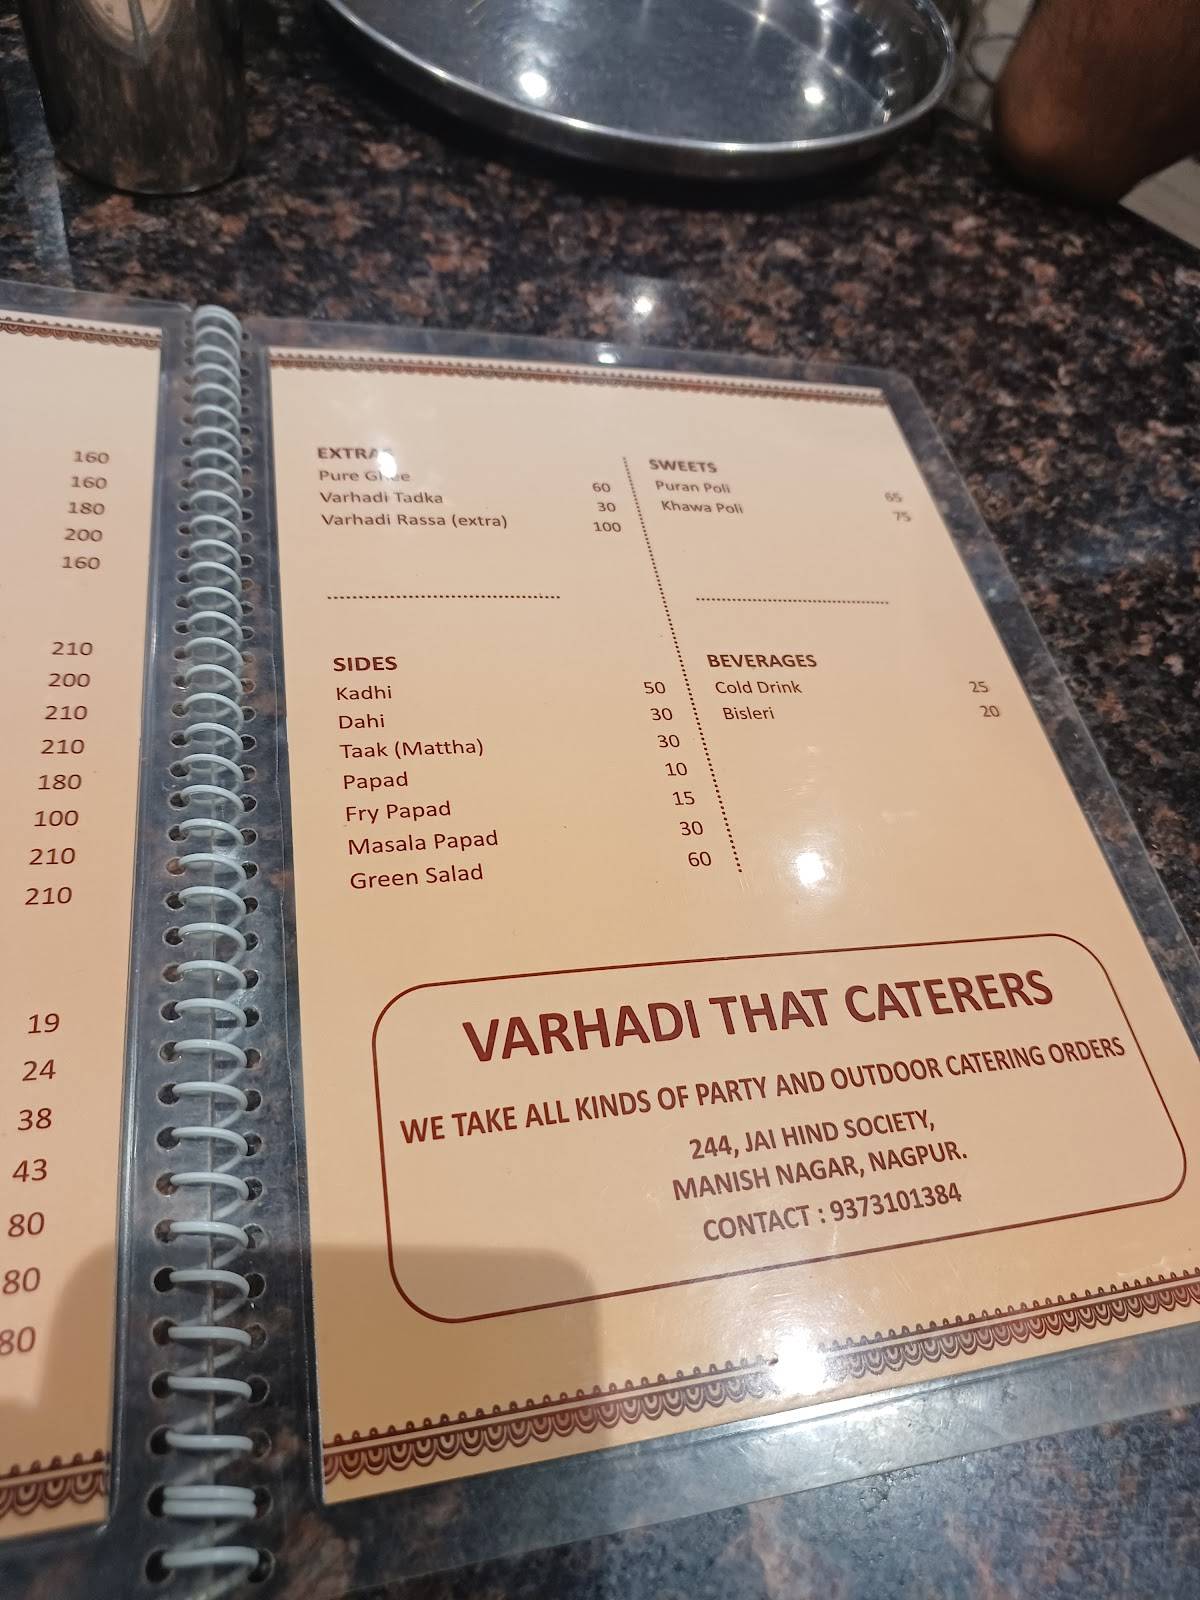 160
160
180
200
160
210
200
210
210
180
100
210
210
19
24
38
43
80
80
80
EXTRAS
Pure Ghee 60
Varhadi Tadka 30
Varhadi Rassa (extra) 100
SWEETS
Puran Poli 65
Khawa Poli 75
SIDES
Kadhi 50
Dahi 30
Taak (Mattha) 30
Papad 10
Fry Papad 15
Masala Papad 30
Green Salad 60
BEVERAGES
Cold Drink 25
Bisleri 20
VARHADI THAT CATERERS
WE TAKE ALL KINDS OF PARTY AND OUTDOOR CATERING ORDERS
244, JAI HIND SOCIETY,
MANISH NAGAR, NAGPUR.
CONTACT : 9373101384